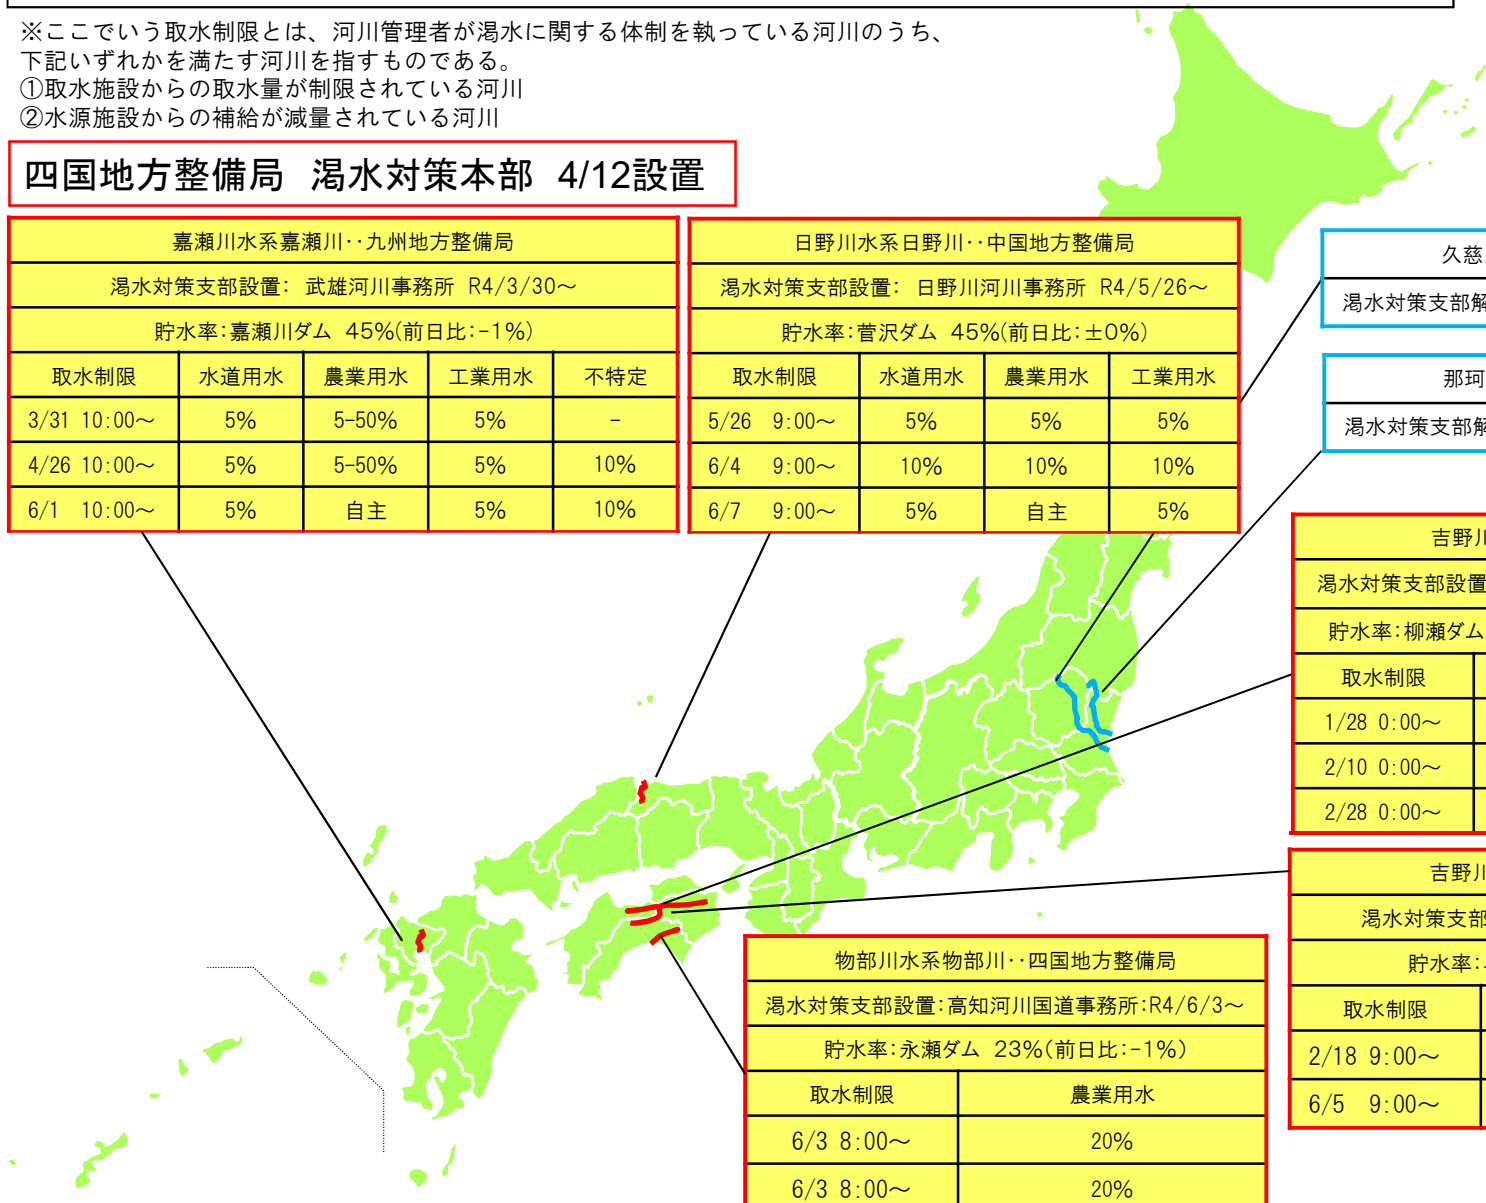 ※ここでいう取水制限とは、河川管理者が渇水に関する体制を執っている河川のうち、
下記いずれかを満たす河川を指すものである。
①取水施設からの取水量が制限されている河川
②水源施設からの補給が減量されている河川
四国地方整備局 渇水対策本部 4/12設置
嘉瀬川水系嘉瀬川‥九州地方整備局
渇水対策支部設置： 武雄河川事務所 R4/3/30～
貯水率：嘉瀬川ダム 45%(前日比：-1%)
取水制限 水道用水 農業用水 工業用水 不特定
3/31 10:00～ 5% 5-50% 5% -
4/26 10:00～ 5% 5-50% 5% 10%
6/1 10:00～ 5% 自主 5% 10%
日野川水系日野川‥中国地方整備局
渇水対策支部設置： 日野川河川事務所 R4/5/26～
貯水率：菅沢ダム 45%(前日比：±0%)
取水制限 水道用水 農業用水 工業用水
5/26 9:00～ 5% 5% 5%
6/4 9:00～ 10% 10% 10%
6/7 9:00～ 5% 自主 5%
久慈
渇水対策支部解
那珂
渇水対策支部解
吉野川
渇水対策支部設置
貯水率：柳瀬ダム
取水制限
1/28 0:00～
2/10 0:00～
2/28 0:00～
吉野川
渇水対策支部
貯水率：
取水制限
2/18 9:00～
6/5 9:00～
物部川水系物部川‥四国地方整備局
渇水対策支部設置：高知河川国道事務所：R4/6/3～
貯水率：永瀬ダム 23%(前日比：-1%)
取水制限 農業用水
6/3 8:00～ 20%
6/3 8:00～ 20%